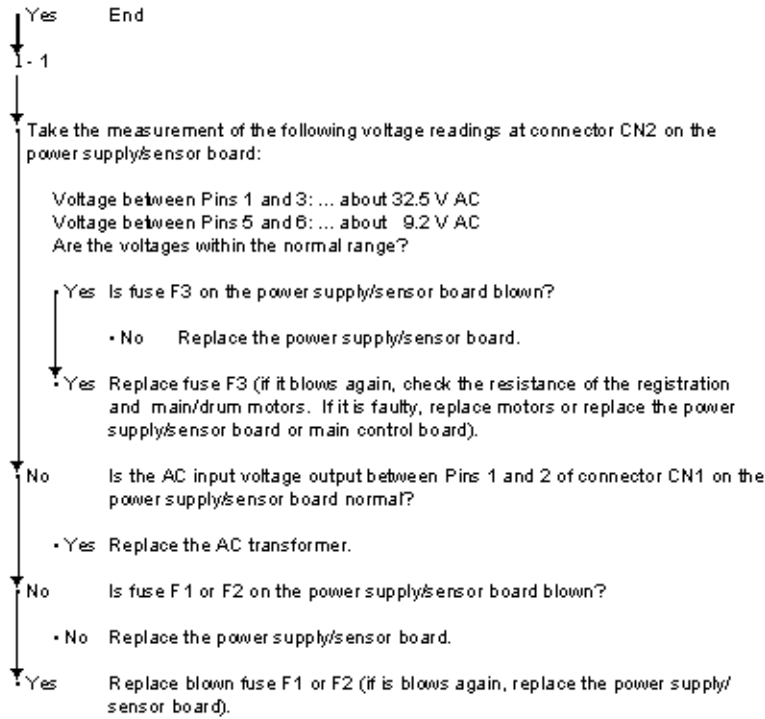 Yes End
1 - 1
Take the measurement of the following voltage readings at connector CN2 on the
power supply/sensor board:
Voltage between Pins 1 and 3: ... about 32.5 V AC
Voltage between Pins 5 and 6: ... about 9.2 V AC
Are the voltages within the normal range?
Yes Is fuse F3 on the power supply/sensor board blown?
• No Replace the power supply/sensor board.
• Yes Replace fuse F3 (if it blows again, check the resistance of the registration
and main/drum motors. If it is faulty, replace motors or replace the power
supply/sensor board or main control board).
• No Is the AC input voltage output between Pins 1 and 2 of connector CN1 on the
power supply/sensor board normal?
• Yes Replace the AC transformer.
• No Is fuse F1 or F2 on the power supply/sensor board blown?
• No Replace the power supply/sensor board.
• Yes Replace blown fuse F1 or F2 (if is blows again, replace the power supply/
sensor board).